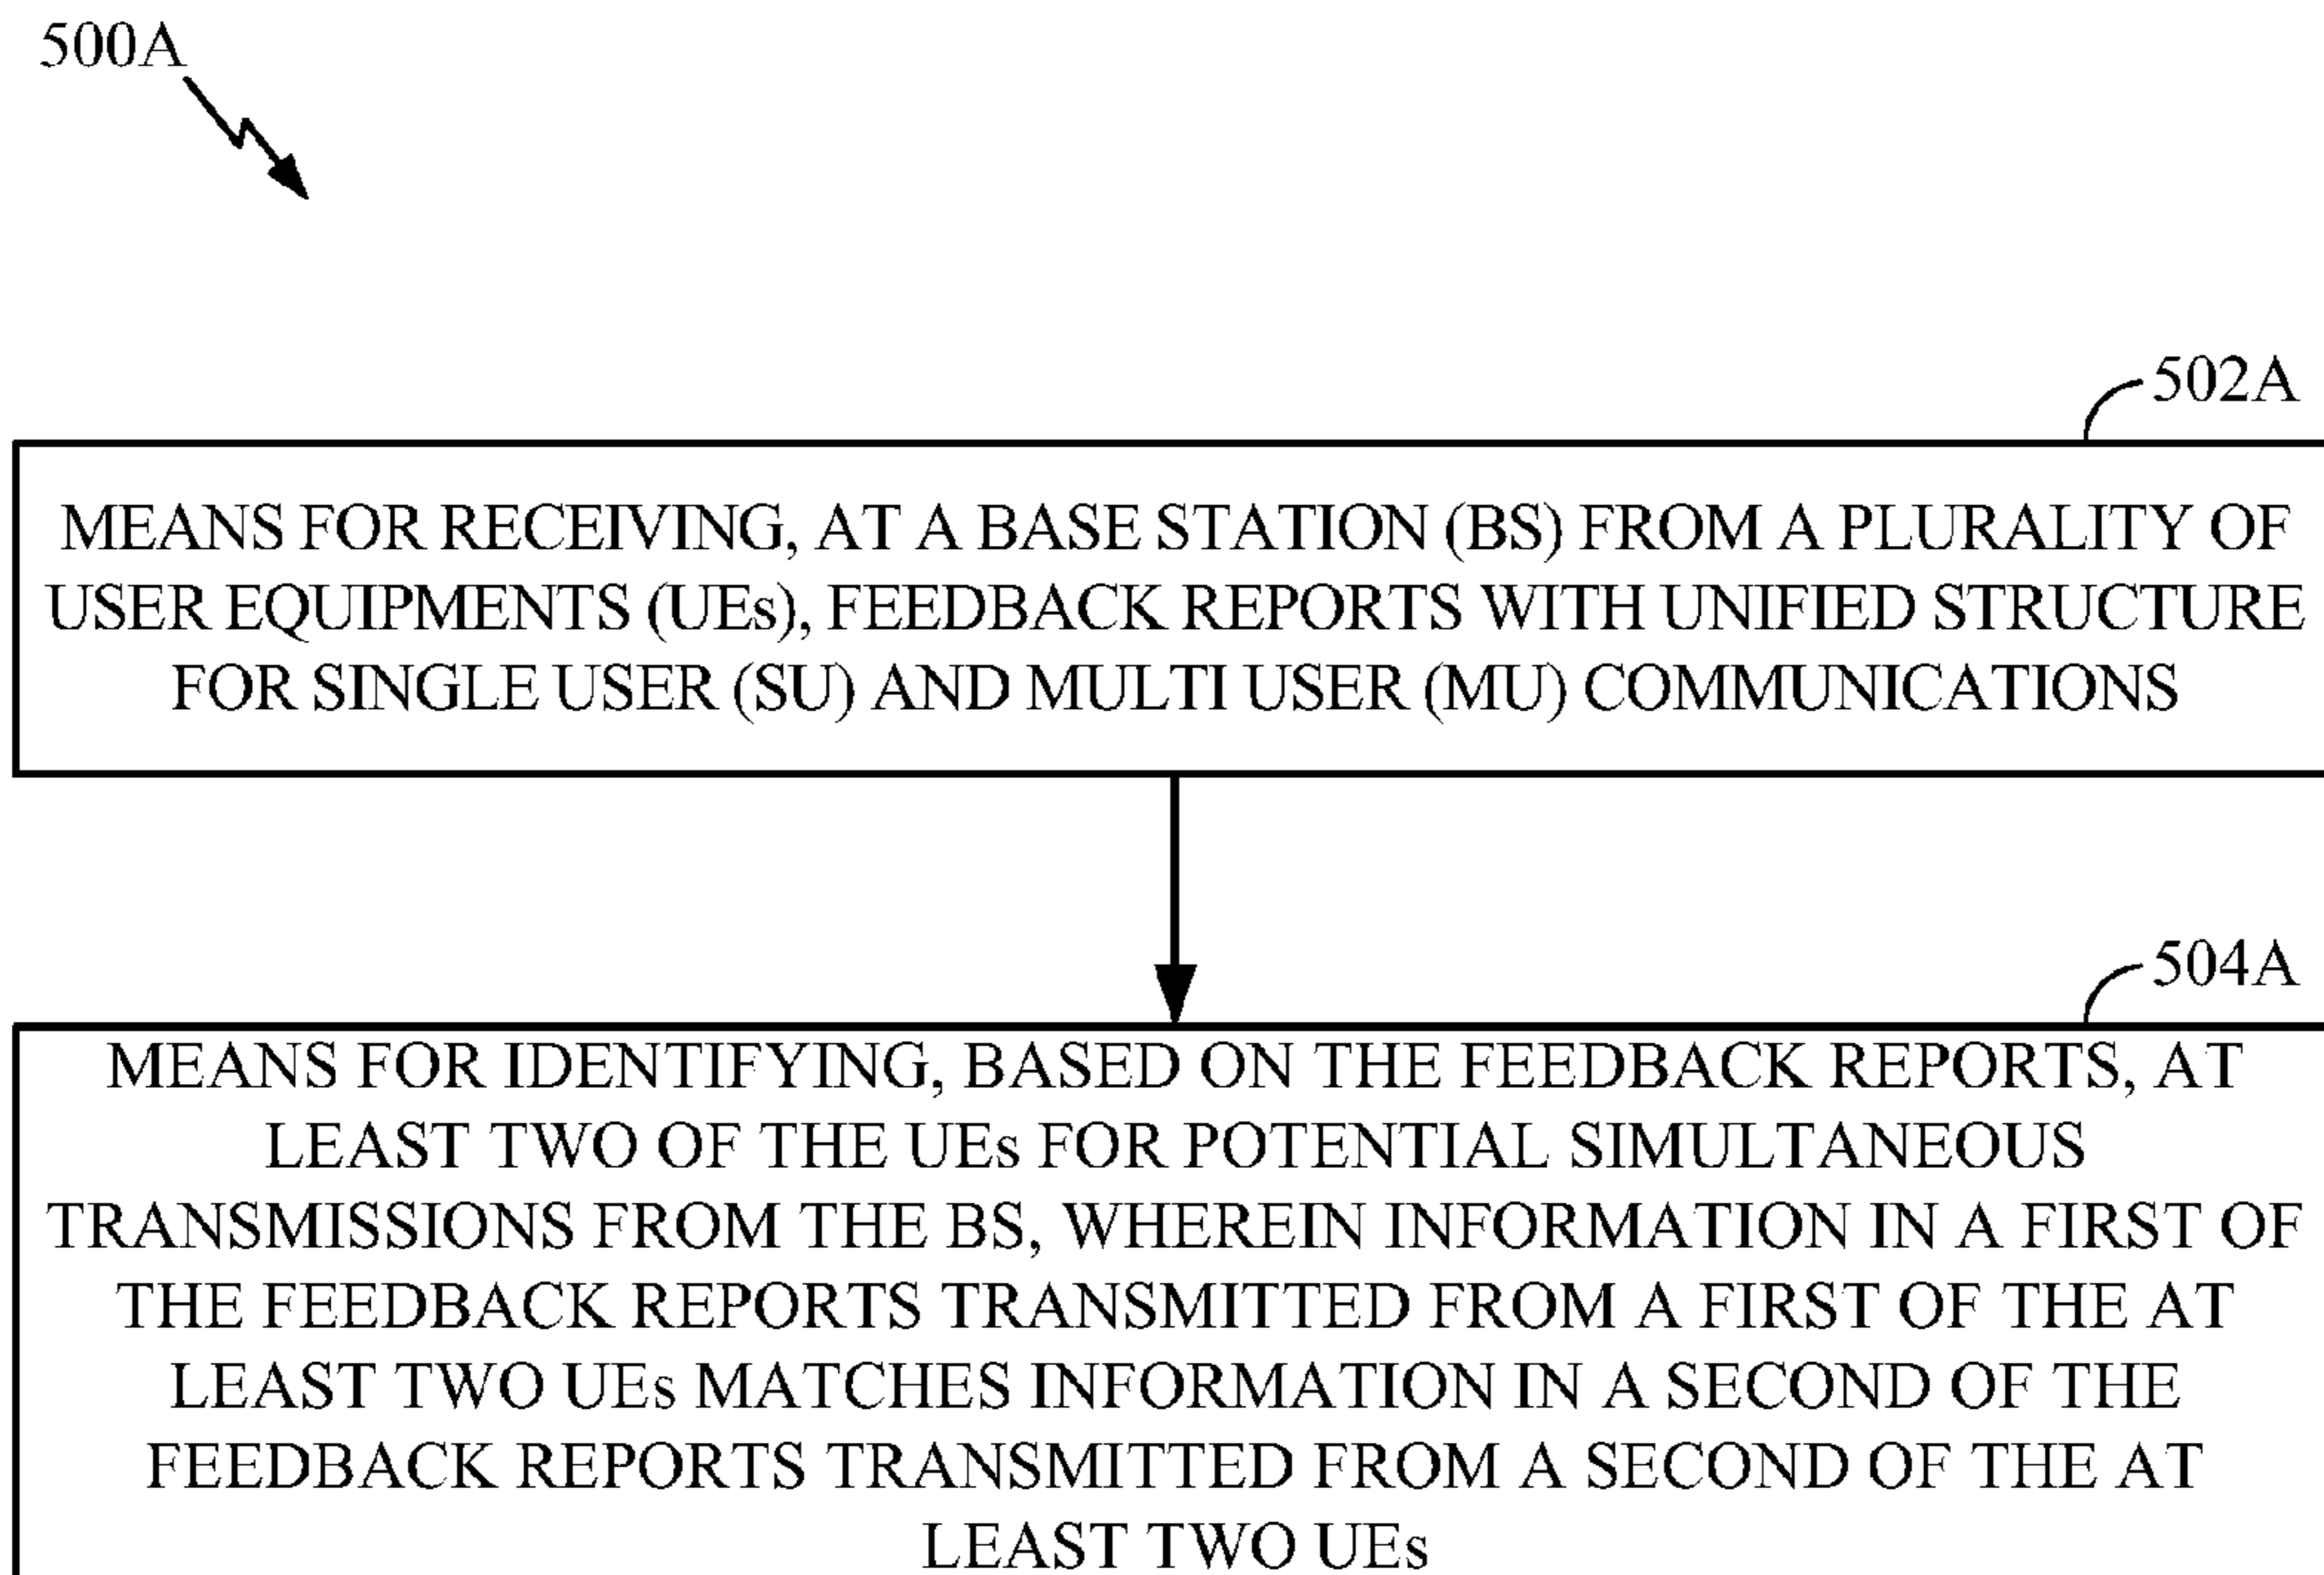 500A
502A
MEANS FOR RECEIVING, AT A BASE STATION (BS) FROM A PLURALITY OF
USER EQUIPMENTS (UEs), FEEDBACK REPORTS WITH UNIFIED STRUCTURE
FOR SINGLE USER (SU) AND MULTI USER (MU) COMMUNICATIONS
504A
MEANS FOR IDENTIFYING, BASED ON THE FEEDBACK REPORTS, AT
LEAST TWO OF THE UEs FOR POTENTIAL SIMULTANEOUS
TRANSMISSIONS FROM THE BS, WHEREIN INFORMATION IN A FIRST OF
THE FEEDBACK REPORTS TRANSMITTED FROM A FIRST OF THE AT
LEAST TWO UEs MATCHES INFORMATION IN A SECOND OF THE
FEEDBACK REPORTS TRANSMITTED FROM A SECOND OF THE AT
LEAST TWO UEs